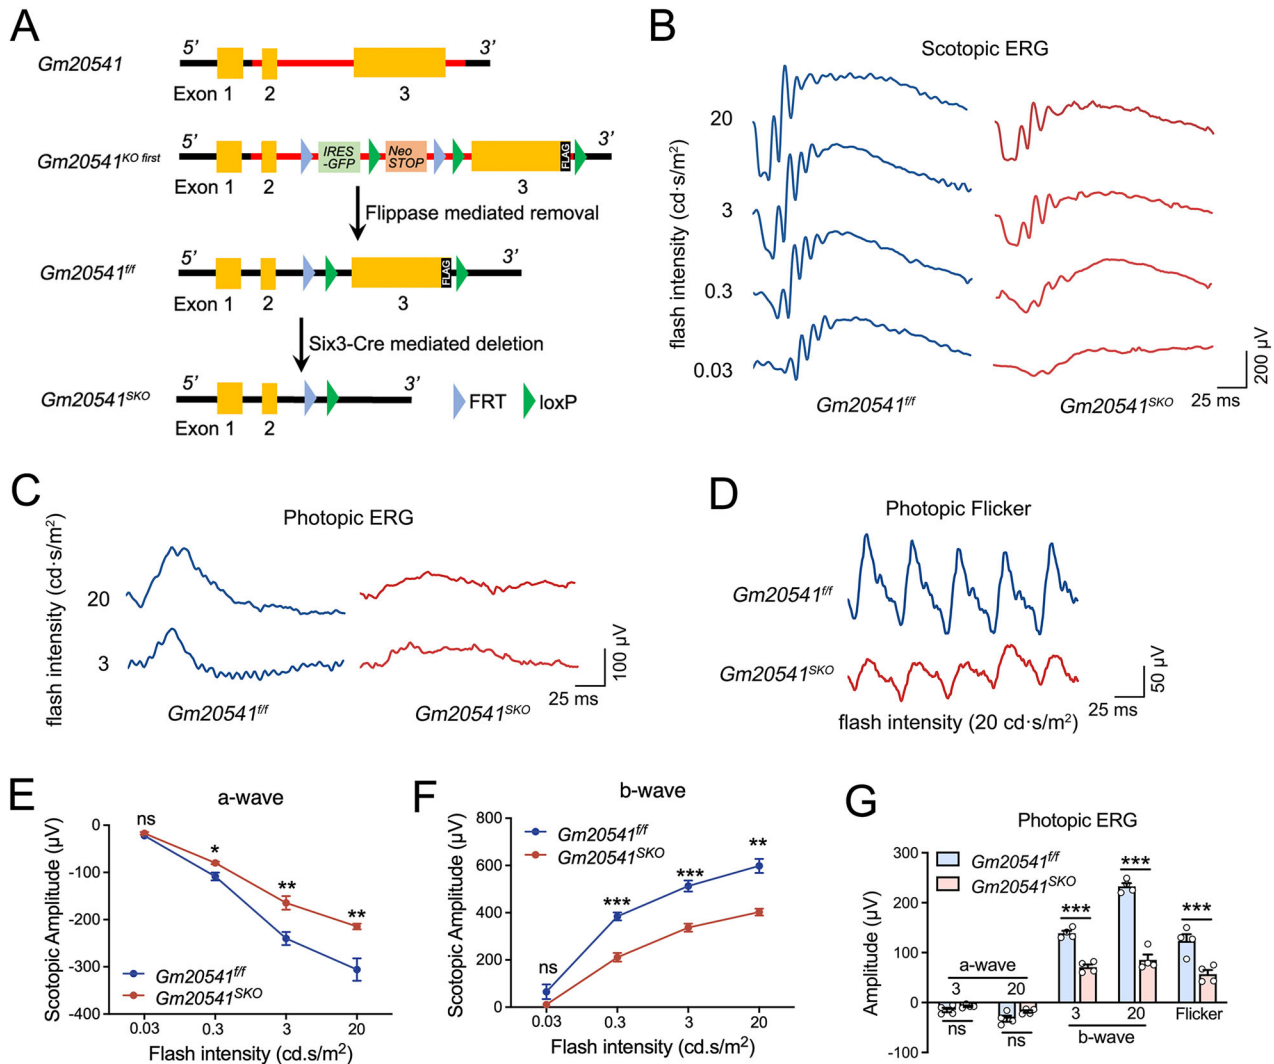 A
5’ 3’
Gm20541
Exon 1 2 3
5’ 3’
Gm20541KO first
IRES -GFP
Neo STOP
FLAG
Exon 1 2 3
Flippase mediated removal
5’ 3’
Gm20541f/f
FLAG
Exon 1 2 3
Six3-Cre mediated deletion
5’ 3’
Gm20541SKO
FRT loxP
Exon 1 2
B
Scotopic ERG
flash intensity (cd·s/m2)
20
3
0.3
0.03
200 µV
25 ms
Gm20541f/f Gm20541SKO
C
Photopic ERG
flash intensity (cd·s/m2)
20
3
100 µV
25 ms
Gm20541f/f Gm20541SKO
D
Photopic Flicker
Gm20541f/f
Gm20541SKO
50 µV
25 ms
flash intensity (20 cd·s/m2)
E
a-wave
Scotopic Amplitude (µV)
0
-100
-200
-300
-400
ns * ** **
Gm20541f/f
Gm20541SKO
0.03 0.3 3 20
Flash intensity (cd.s/m2)
F
b-wave
Scotopic Amplitude (µV)
800
600
400
200
0
Gm20541f/f
Gm20541SKO
ns *** *** **
0.03 0.3 3 20
Flash intensity (cd.s/m2)
G
Photopic ERG
Amplitude (µV)
300
200
100
0
-100
Gm20541f/f
Gm20541SKO
*** *** ***
a-wave
3 20
ns ns
3 20 Flicker
b-wave